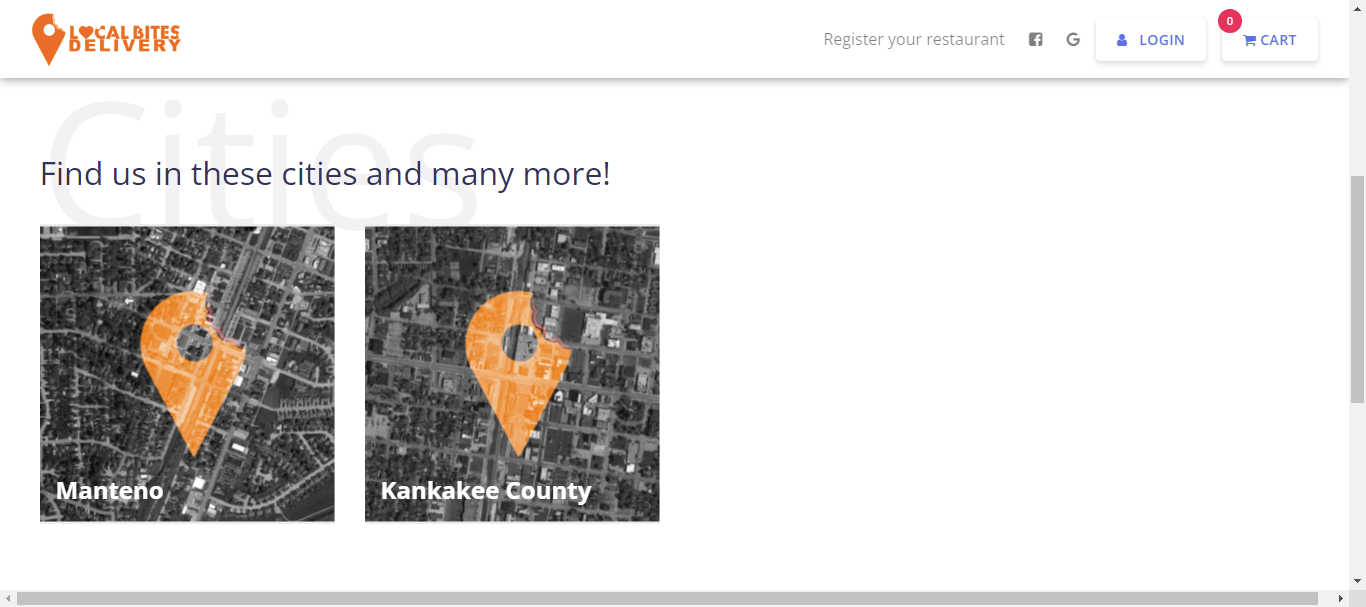 LOCAL BITES
DELIVERY
Register your restaurant
LOGIN
0
CART
Cities
Find us in these cities and many more!
Manteno
Kankakee County